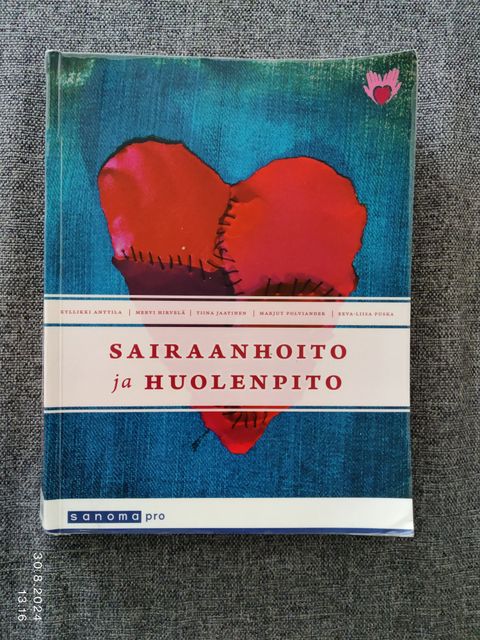 KYLLIKKI ANTTILA | MERVI HIRVELÄ | TIINA JAATINEN | MARJUT POLVIANDER | EEVA-LIISA PUSKA
SAIRAANHOITO
ja HUOLENPITO
sanoma pro
30.8.2024
13:16